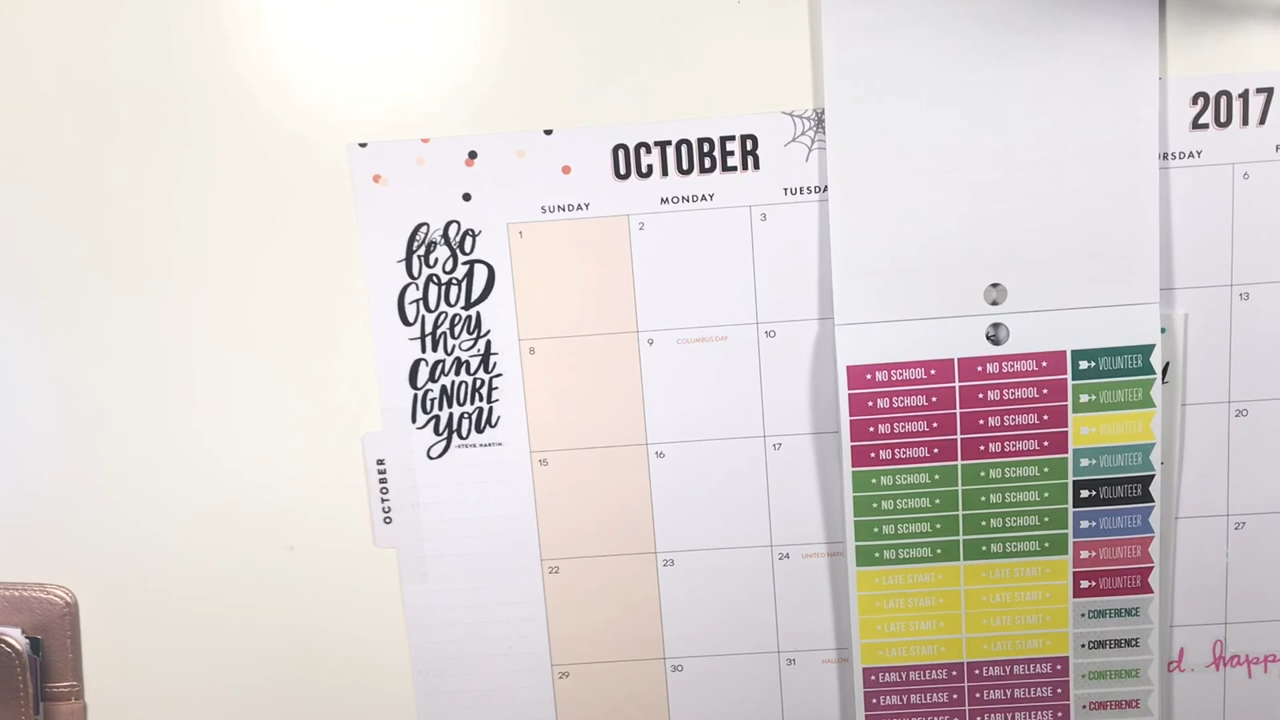 OCTOBER
2017
SUNDAY
MONDAY
TUESDA
RSDAY
F
be so
GOOD
they
can't
IGNORE
you
-STEVE MARTIN
OCTOBER
1
2
3
6
8
9 COLUMBUS DAY
10
13
15
16
17
20
22
23
24 UNITED NATI
27
29
30
31 HALLOW
★ NO SCHOOL ★ ★ NO SCHOOL ★ VOLUNTEER
★ NO SCHOOL ★ ★ NO SCHOOL ★ VOLUNTEER
★ NO SCHOOL ★ ★ NO SCHOOL ★ VOLUNTEER
★ NO SCHOOL ★ ★ NO SCHOOL ★ VOLUNTEER
★ NO SCHOOL ★ ★ NO SCHOOL ★ VOLUNTEER
★ NO SCHOOL ★ ★ NO SCHOOL ★ VOLUNTEER
★ NO SCHOOL ★ ★ NO SCHOOL ★ VOLUNTEER
★ NO SCHOOL ★ ★ NO SCHOOL ★ VOLUNTEER
★ LATE START ★ ★ LATE START ★ ★ CONFERENCE
★ LATE START ★ ★ LATE START ★ ★ CONFERENCE
★ LATE START ★ ★ LATE START ★ ★ CONFERENCE
★ LATE START ★ ★ LATE START ★ ★ CONFERENCE
★ EARLY RELEASE ★ ★ EARLY RELEASE ★
★ EARLY RELEASE ★ ★ EARLY RELEASE ★
d. happ